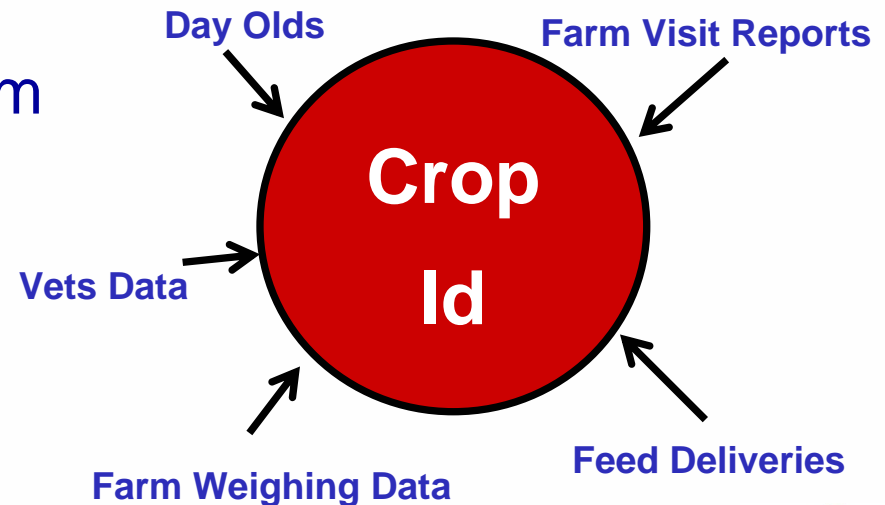 Day Olds
Farm Visit Reports
m
Crop
Id
Vets Data
Feed Deliveries
Farm Weighing Data